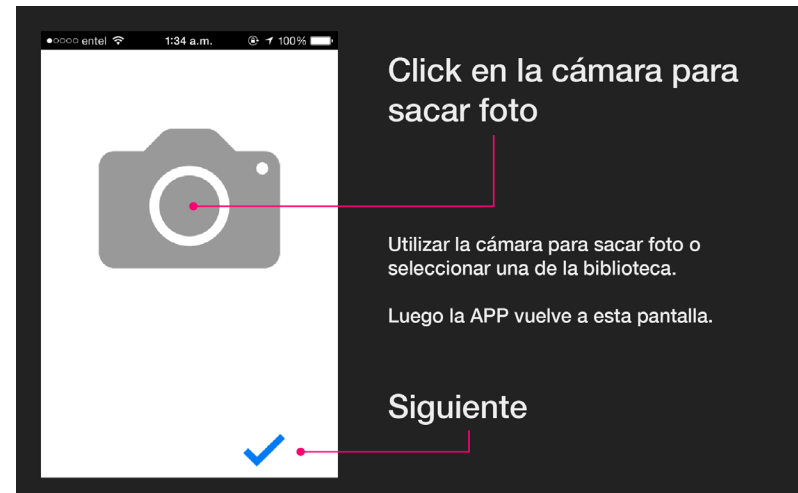 entel 1:34 a.m. 100%
Click en la cámara para
sacar foto
Utilizar la cámara para sacar foto o
seleccionar una de la biblioteca.
Luego la APP vuelve a esta pantalla.
Siguiente